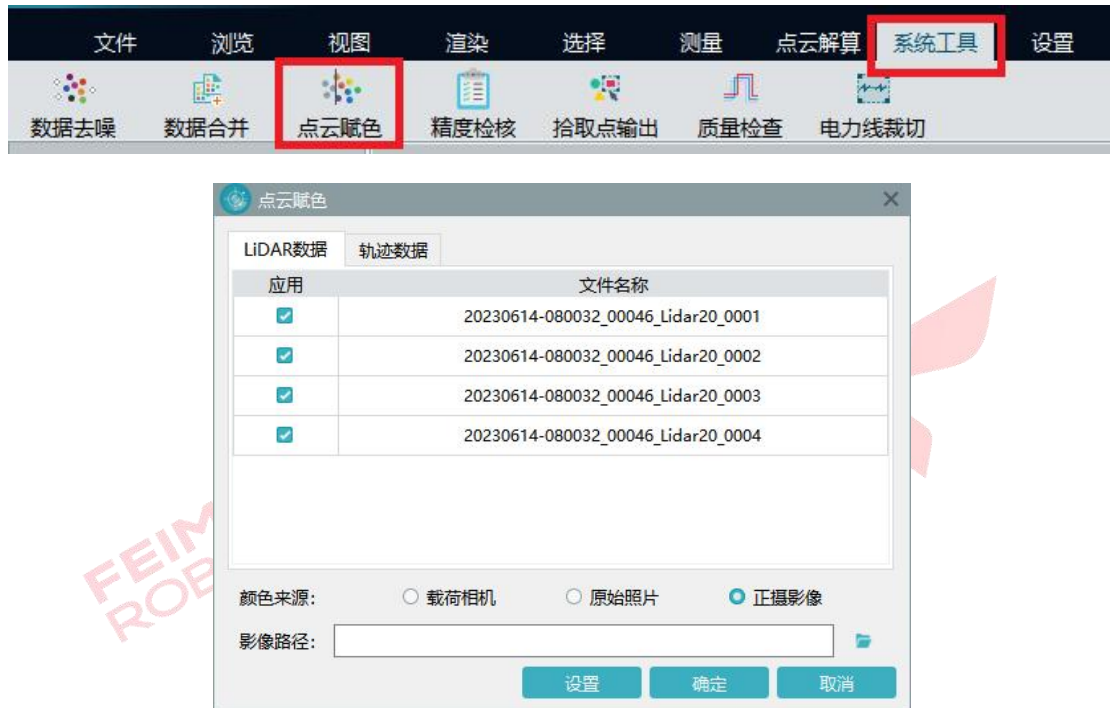 文件 浏览 视图 渲染 选择 测量 点云解算 系统工具 设置
数据去噪 数据合并 点云赋色 精度检核 拾取点输出 质量检查 电力线裁切
点云赋色
LiDAR数据 轨迹数据
应用 文件名称
20230614-080032_00046_Lidar20_0001
20230614-080032_00046_Lidar20_0002
20230614-080032_00046_Lidar20_0003
20230614-080032_00046_Lidar20_0004
FEIM
ROB
颜色来源: 载荷相机 原始照片 正摄影像
影像路径:
设置 确定 取消